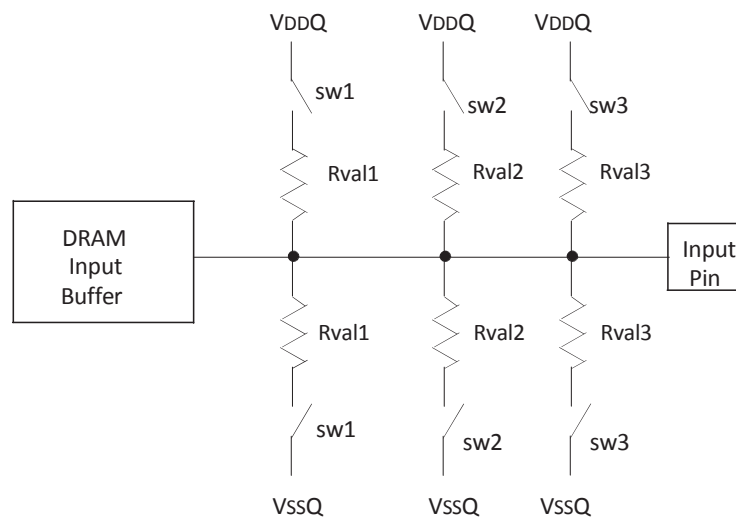 VDDQ VDDQ VDDQ
sw1 sw2 sw3
Rval1 Rval2 Rval3
DRAM
Input
Buffer
Input
Pin
Rval1 Rval2 Rval3
sw1 sw2 sw3
VSSQ VSSQ VSSQ